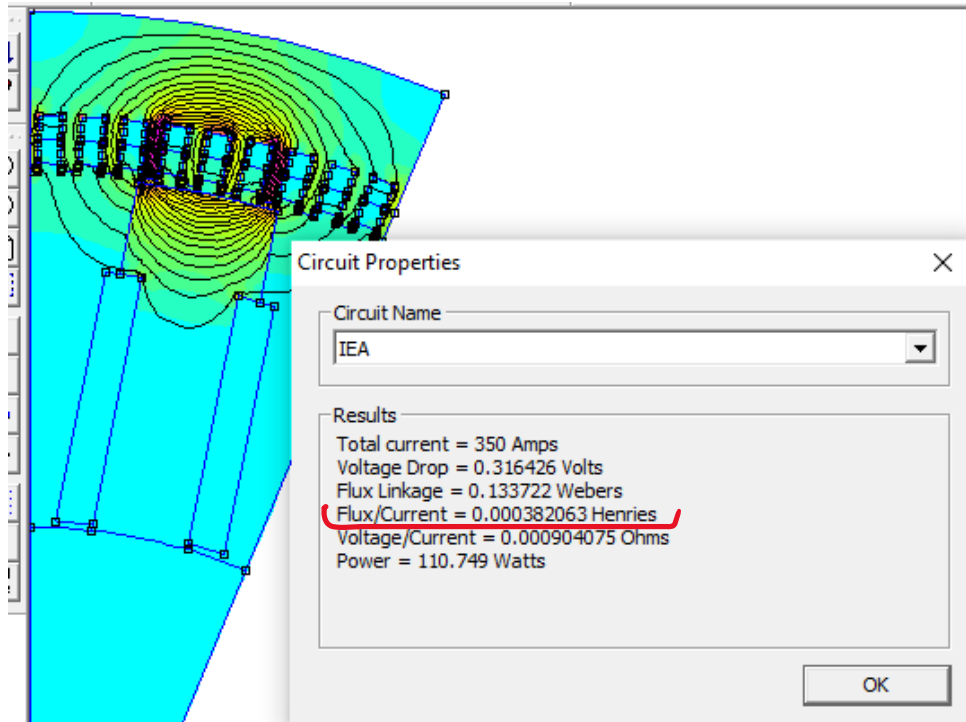 Circuit Properties
Circuit Name
IEA
Results
Total current = 350 Amps
Voltage Drop = 0.316426 Volts
Flux Linkage = 0.133722 Webers
Flux/Current = 0.000382063 Henries
Voltage/Current = 0.000904075 Ohms
Power = 110.749 Watts
OK